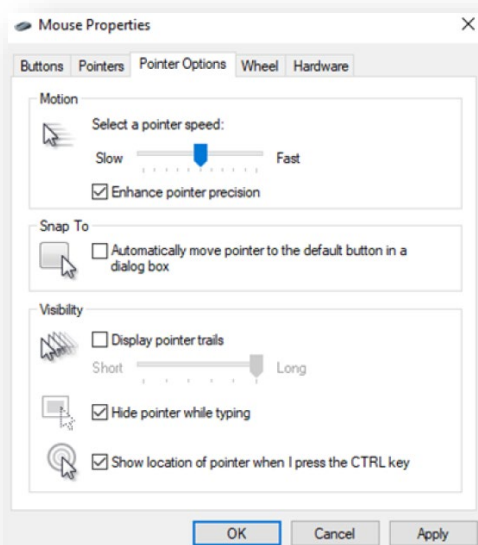 Mouse Properties
Buttons Pointers Pointer Options Wheel Hardware
Motion
Select a pointer speed:
Slow Fast
Enhance pointer precision
Snap To
Automatically move pointer to the default button in a
dialog box
Visibility
Display pointer trails
Short Long
Hide pointer while typing
Show location of pointer when I press the CTRL key
OK Cancel Apply